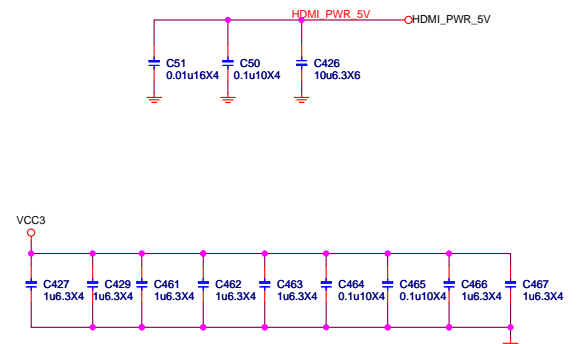 HDMI_PWR_5V
HDMI_PWR_5V
C51
0.01u16X4
C50
0.1u10X4
C426
10u6.3X6
VCC3
C427
1u6.3X4
C429
1u6.3X4
C461
1u6.3X4
C462
1u6.3X4
C463
1u6.3X4
C464
0.1u10X4
C465
0.1u10X4
C466
1u6.3X4
C467
1u6.3X4